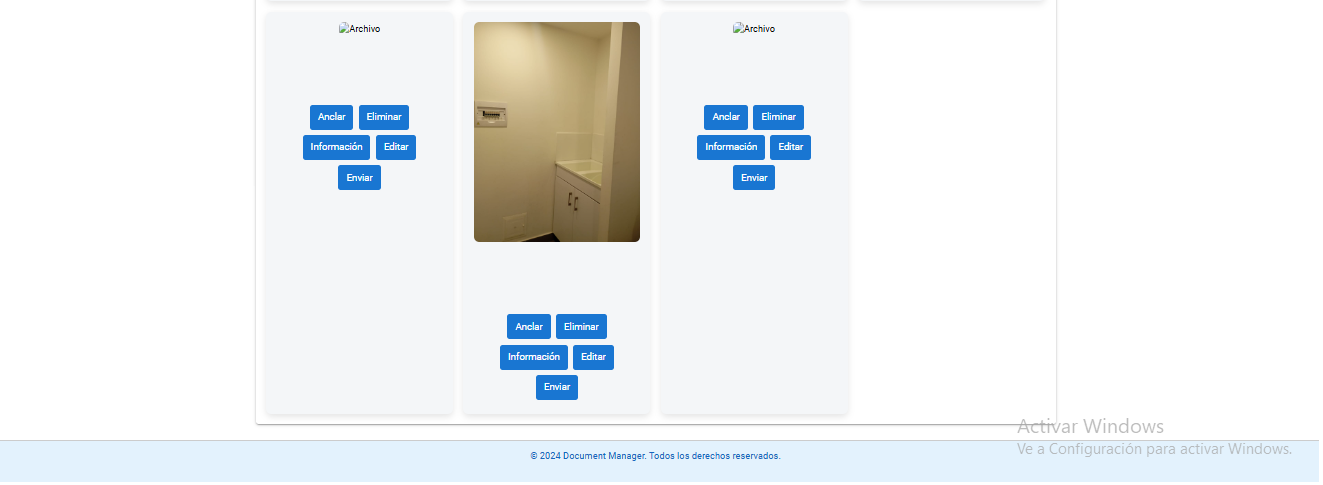 Archivo
Anclar Eliminar
Información Editar
Enviar
Anclar Eliminar
Información Editar
Enviar
Archivo
Anclar Eliminar
Información Editar
Enviar
Activar Windows
Ve a Configuración para activar Windows.
© 2024 Document Manager. Todos los derechos reservados.